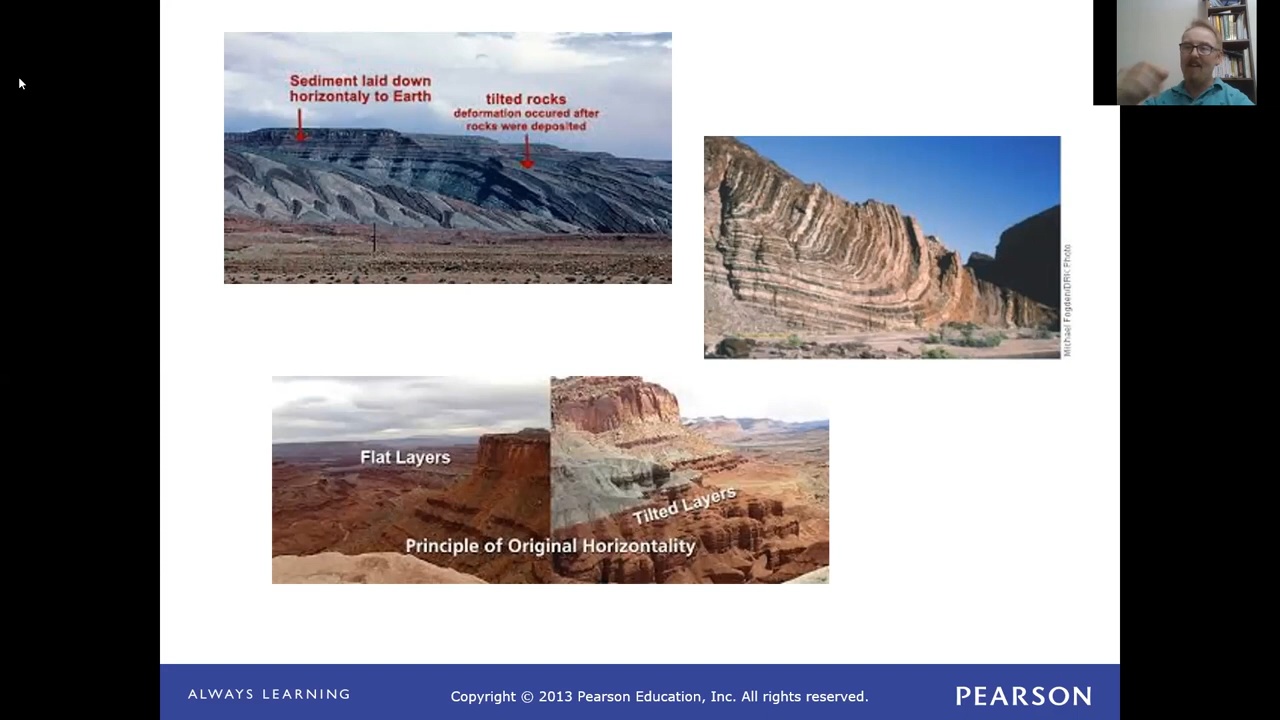 Sediment laid down
horizontaly to Earth
tilted rocks
deformation occured after
rocks were deposited
Michael Fogden/DRK Photo
Flat Layers
Tilted Layers
Principle of Original Horizontality
ALWAYS LEARNING
Copyright © 2013 Pearson Education, Inc. All rights reserved.
PEARSON